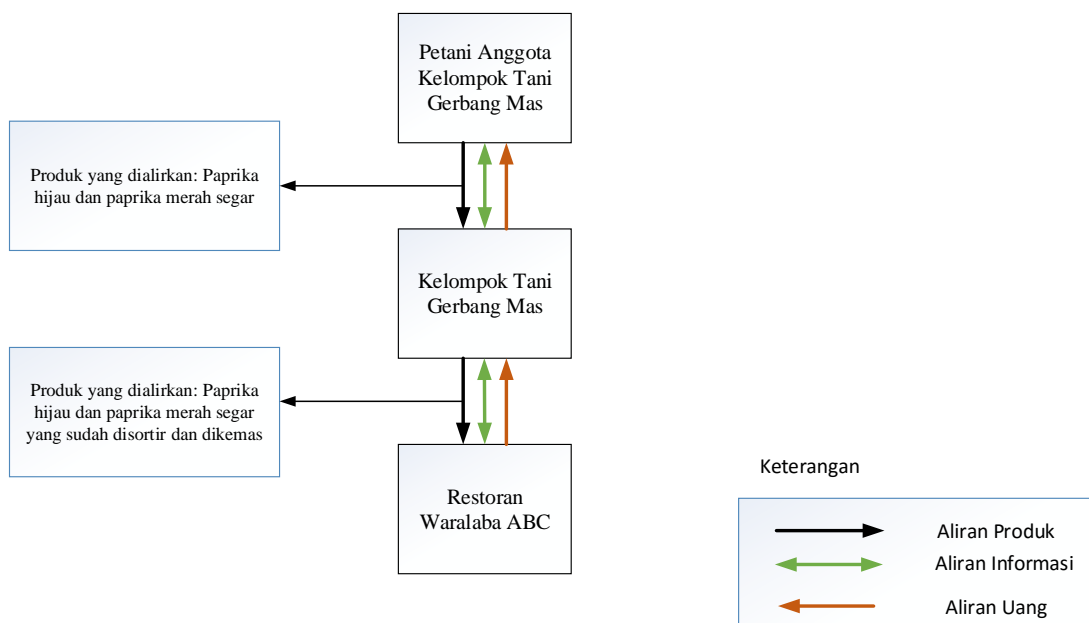 Petani Anggota
Kelompok Tani
Gerbang Mas
Produk yang dialirkan: Paprika
hijau dan paprika merah segar
Kelompok Tani
Gerbang Mas
Produk yang dialirkan: Paprika
hijau dan paprika merah segar
yang sudah disortir dan dikemas
Restoran
Waralaba ABC
Keterangan
Aliran Produk
Aliran Informasi
Aliran Uang